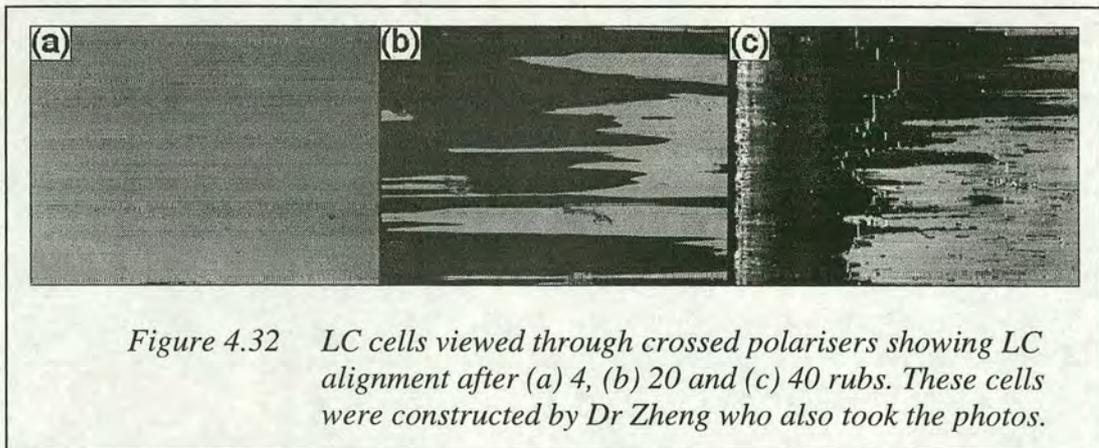 (a) (b) (c)
Figure 4.32 LC cells viewed through crossed polarisers showing LC
alignment after (a) 4, (b) 20 and (c) 40 rubs. These cells
were constructed by Dr Zheng who also took the photos.